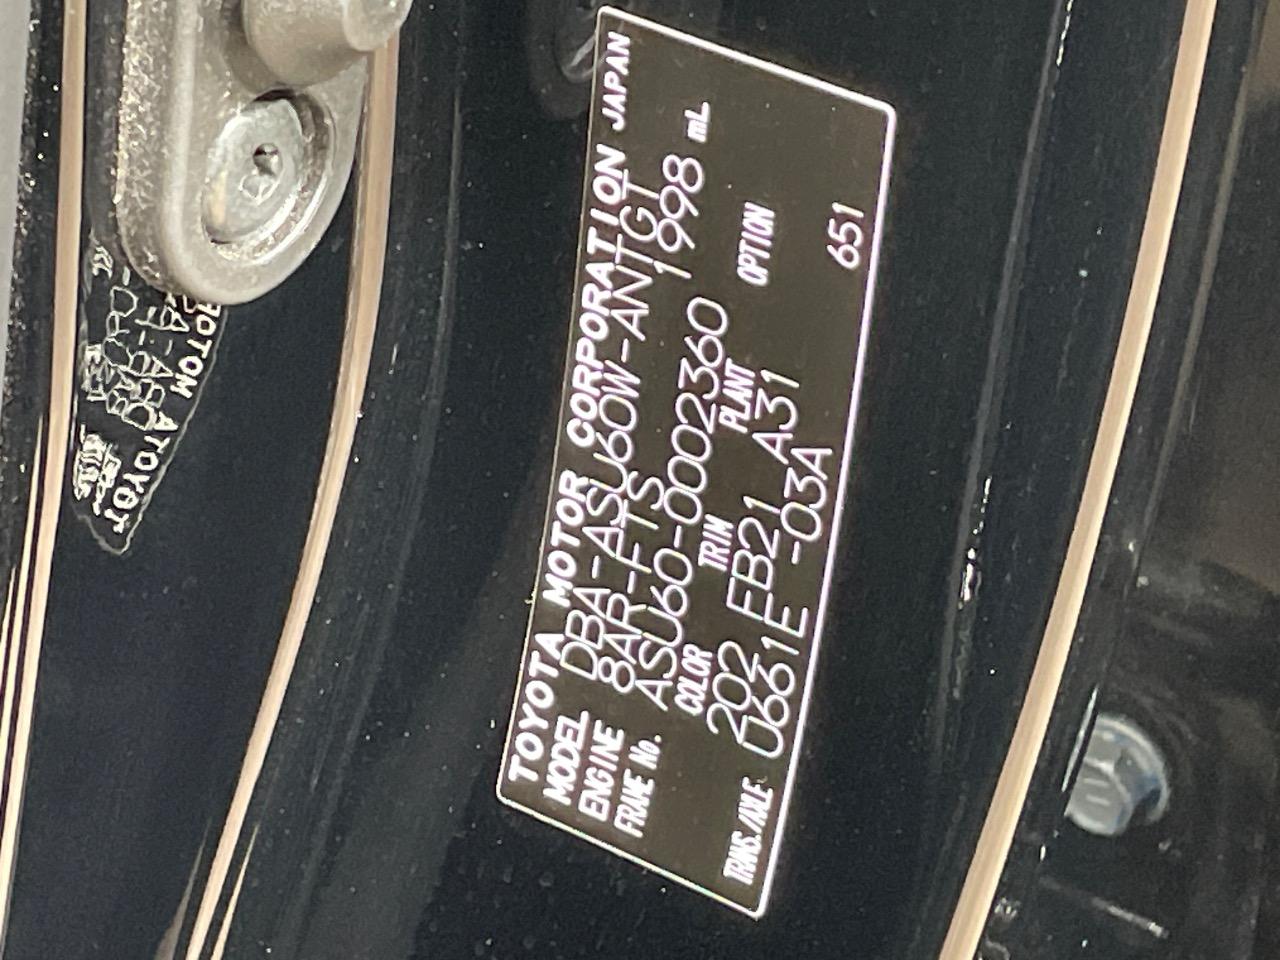 TOYOTA MOTOR CORPORATION JAPAN
MODEL DBA-ASU60W-ANTGT
ENGINE 8AR-FTS 1998 mL
FRAME No. ASU60-0002360
COLOR TRIM PLANT OPTION
202 EB21 A31
TRANS./AXLE U661E -03A 651